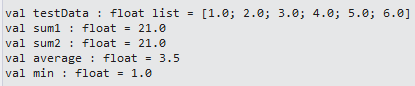 val testData : float list = [1.0; 2.0; 3.0; 4.0; 5.0; 6.0]
val sum1 : float = 21.0
val sum2 : float = 21.0
val average : float = 3.5
val min : float = 1.0